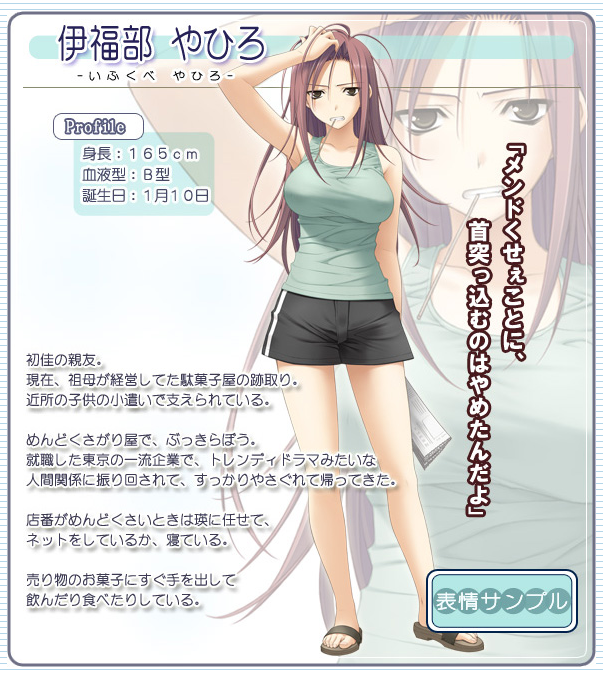 伊福部 やひろ
-いふくべ やひろ-
Profile
身長：１６５ｃｍ
血液型：Ｂ型
誕生日：１月１０日
「メンドくせぇことに、
首突っ込むのはやめたんだよ」
初佳の親友。
現在、祖母が経営してた駄菓子屋の跡取り。
近所の子供の小遣いで支えられている。
めんどくさがり屋で、ぶっきらぼう。
就職した東京の一流企業で、トレンディドラマみたいな
人間関係に振り回されて、すっかりやさぐれて帰ってきた。
店番がめんどくさいときは瑛に任せて、
ネットをしているか、寝ている。
売り物のお菓子にすぐ手を出して
飲んだり食べたりしている。
表情サンプル